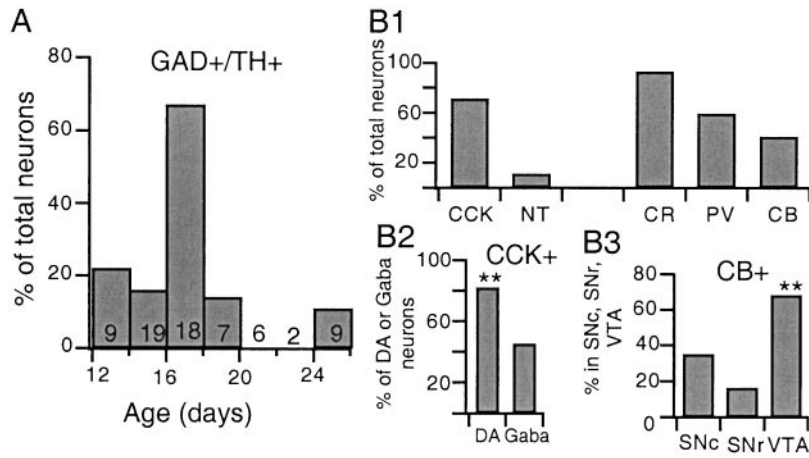 A
GAD+/TH+
% of total neurons
80
60
40
20
0
9 19 18 7 6 2 9
12 16 20 24
Age (days)
B1
% of total neurons
100
60
20
CCK NT CR PV CB
B2
CCK+
% of DA or Gaba
neurons
100
60
20
**
DA Gaba
B3
CB+
% in SNc, SNr,
VTA
80
60
40
20
0
**
SNc SNr VTA